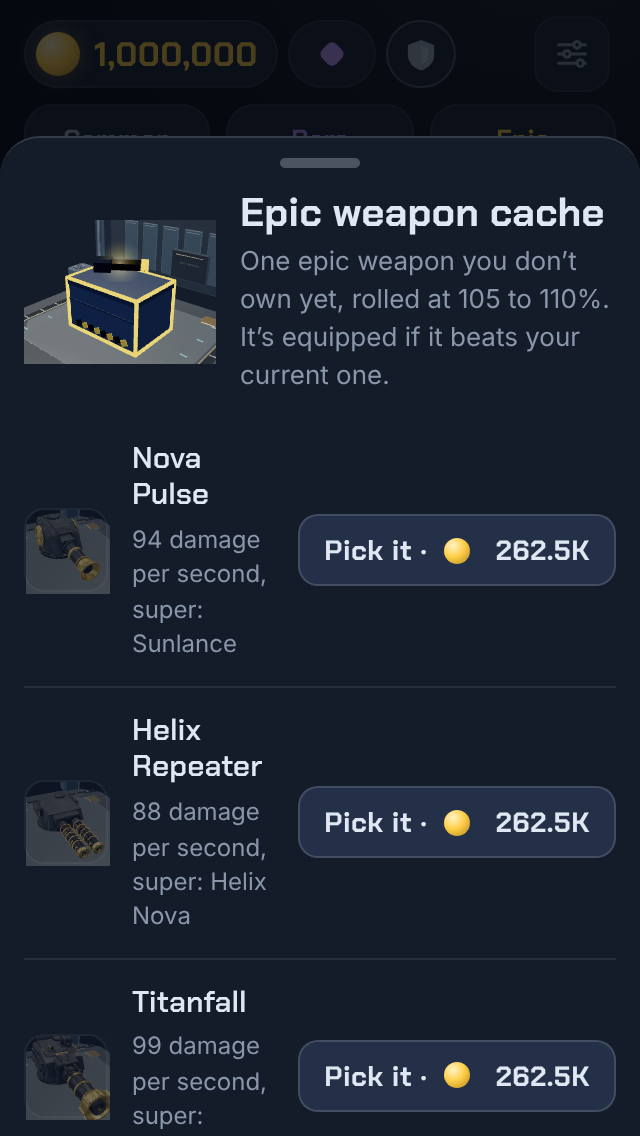 1,000,000
Common
Rare
Epic
Epic weapon cache
One epic weapon you don’t
own yet, rolled at 105 to 110%.
It’s equipped if it beats your
current one.
Nova
Pulse
94 damage
per second,
super:
Sunlance
Pick it · 262.5K
Helix
Repeater
88 damage
per second,
super: Helix
Nova
Pick it · 262.5K
Titanfall
99 damage
per second,
super:
Pick it · 262.5K